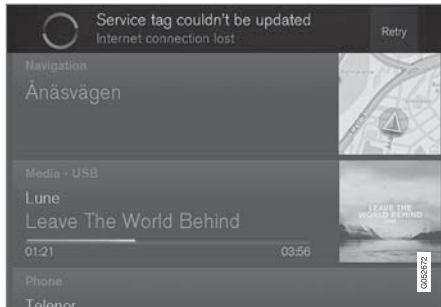 Service tag couldn't be updated
Internet connection lost
Retry
Navigation
Ånäsvägen
Media - USB
Lune
Leave The World Behind
01:21
03:56
LEAVE THE
WORLD BEHIND
Phone
Telenor
G052672